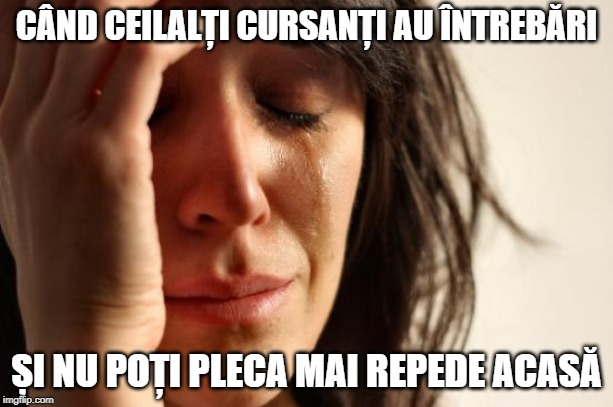 CÂND CEILALȚI CURSANȚI AU ÎNTREBĂRI
ȘI NU POȚI PLECA MAI REPEDE ACASĂ
imgflip.com